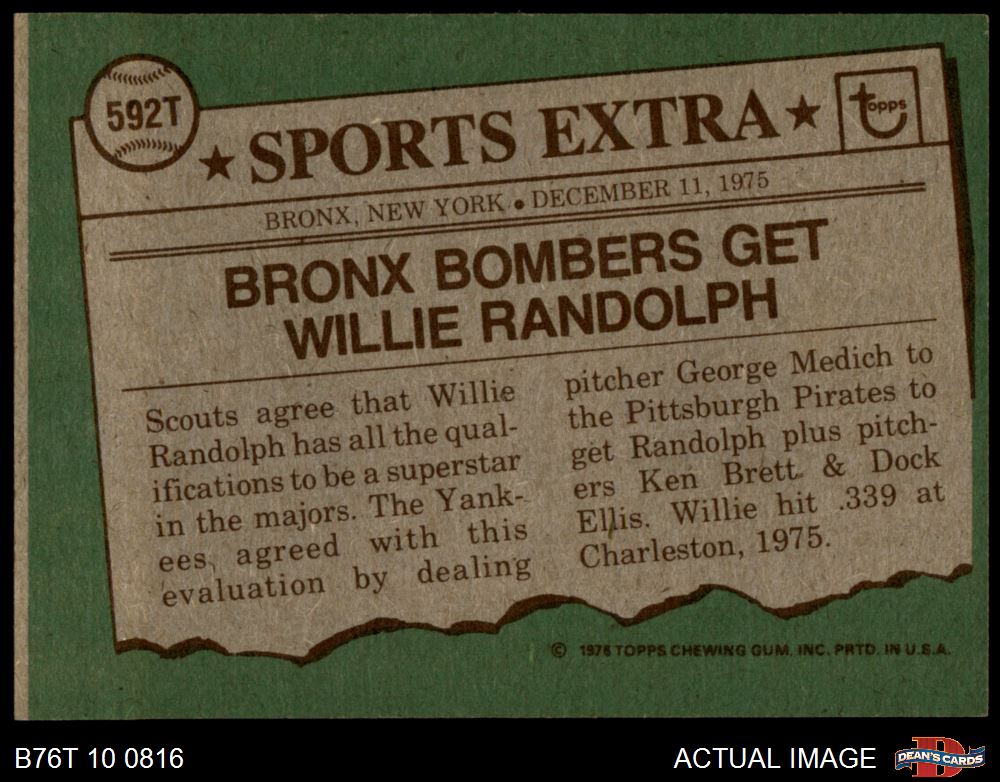 592T
★ SPORTS EXTRA ★
topps
BRONX, NEW YORK • DECEMBER 11, 1975
BRONX BOMBERS GET
WILLIE RANDOLPH
Scouts agree that Willie
Randolph has all the qual-
ifications to be a superstar
in the majors. The Yank-
ees, agreed with this
evaluation by dealing
pitcher George Medich to
the Pittsburgh Pirates to
get Randolph plus pitch-
ers Ken Brett & Dock
Ellis. Willie hit .339 at
Charleston, 1975.
© 1976 TOPPS CHEWING GUM, INC. PRTD. IN U.S.A.
B76T 10 0816
ACTUAL IMAGE
D
DEAN'S CARDS